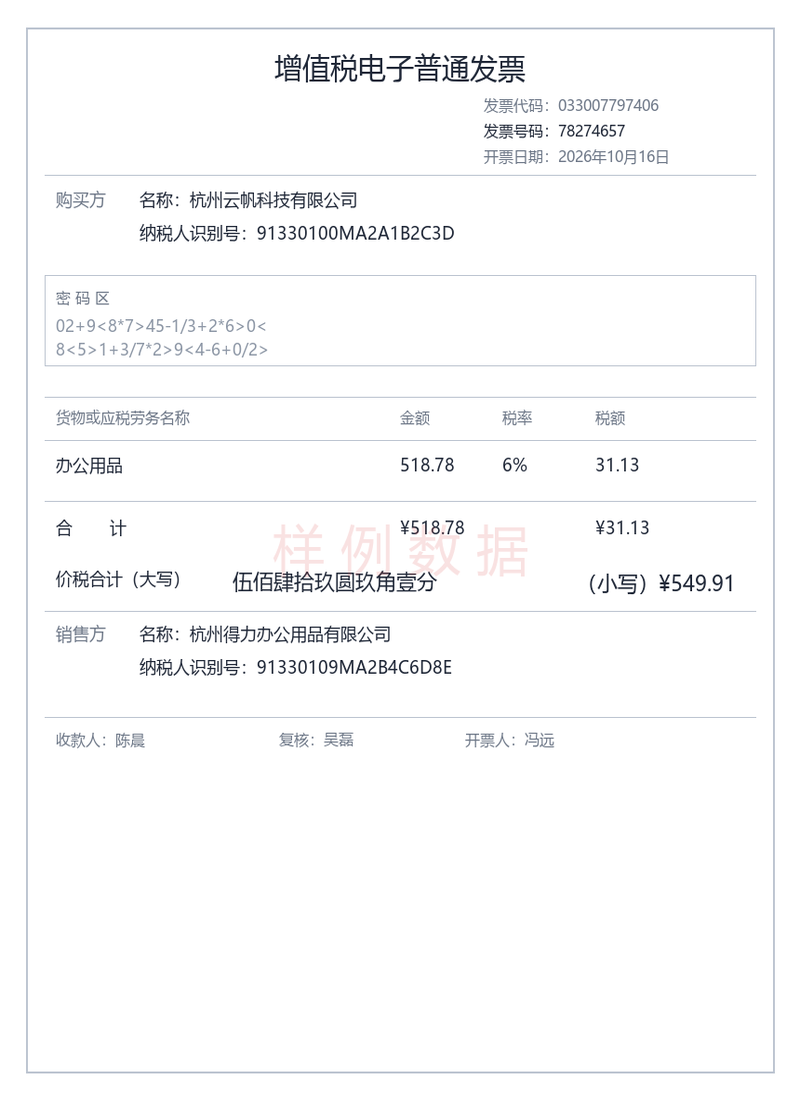 增值税电子普通发票
发票代码：033007797406
发票号码：78274657
开票日期：2026年10月16日
购买方 名称：杭州云帆科技有限公司
纳税人识别号：91330100MA2A1B2C3D
密 码 区
02+9<8*7>45-1/3+2*6>0<
8<5>1+3/7*2>9<4-6+0/2>
货物或应税劳务名称 金额 税率 税额
办公用品 518.78 6% 31.13
合 计 ¥518.78 ¥31.13
样例数据
价税合计（大写） 伍佰肆拾玖圆玖角壹分 （小写）¥549.91
销售方 名称：杭州得力办公用品有限公司
纳税人识别号：91330109MA2B4C6D8E
收款人：陈晨 复核：吴磊 开票人：冯远